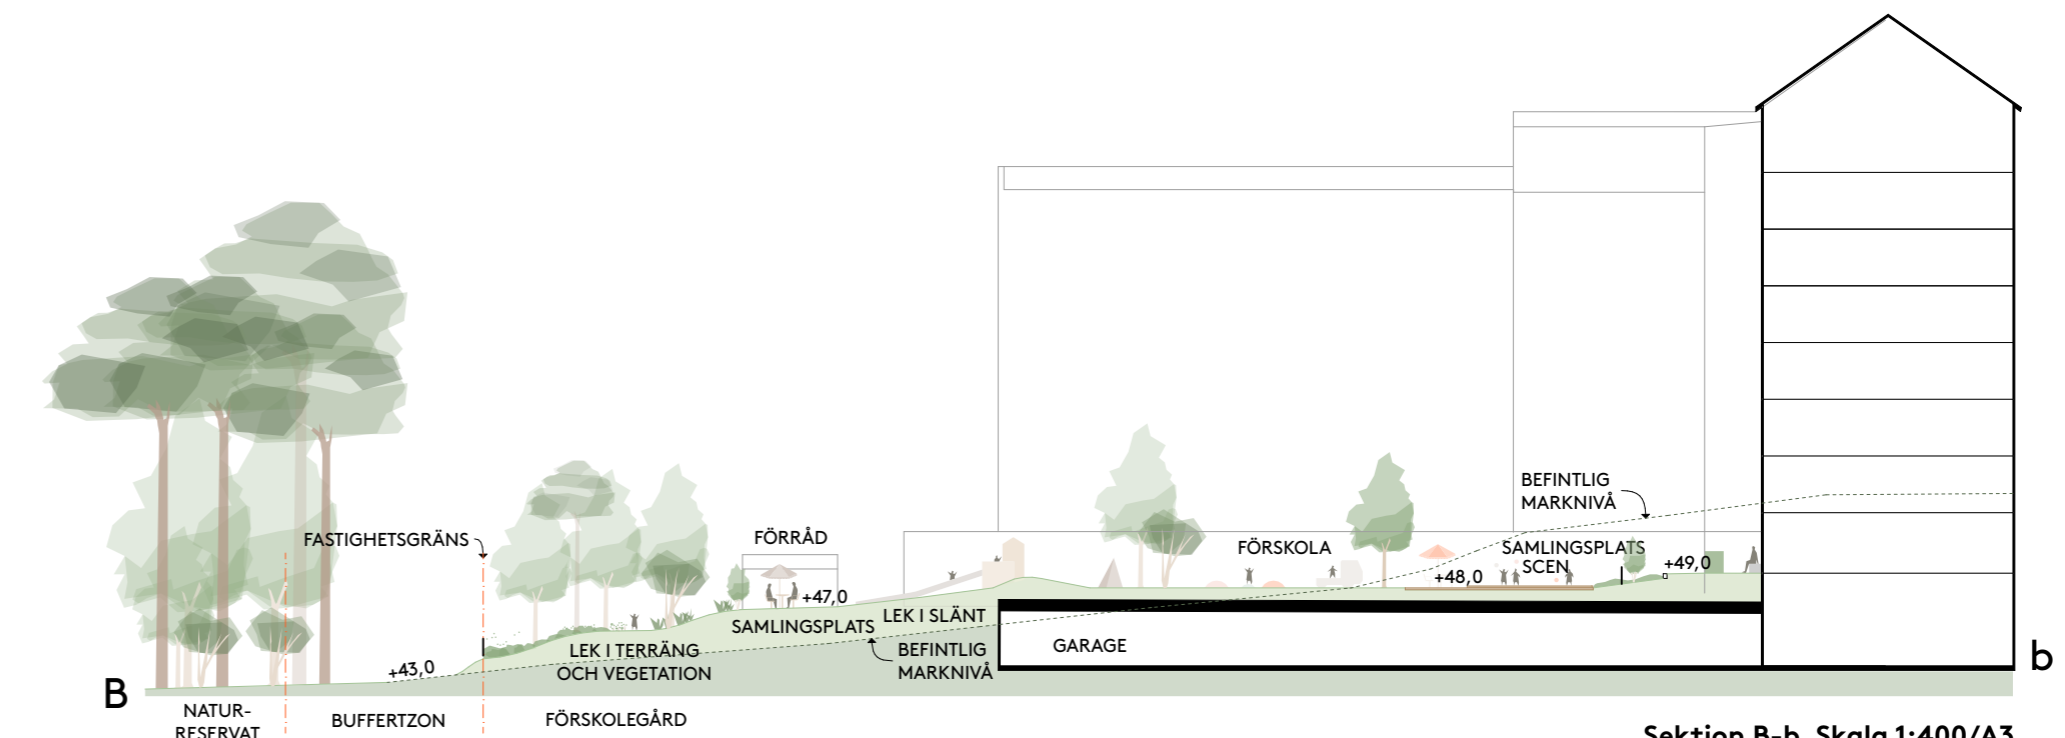 BEFINTLIG
MARKNIVÅ
FASTIGHETSGRÄNS
FÖRRÅD
FÖRSKOLA
SAMLINGSPLATS
SCEN
+49,0
+48,0
+47,0
LEK I SLÄNT
SAMLINGSPLATS
LEK I TERRÄNG
OCH VEGETATION
BEFINTLIG
MARKNIVÅ
GARAGE
+43,0
B
b
NATUR-
RESERVAT
BUFFERTZON
FÖRSKOLEGÅRD
Sektion B-b, Skala 1:400/A3